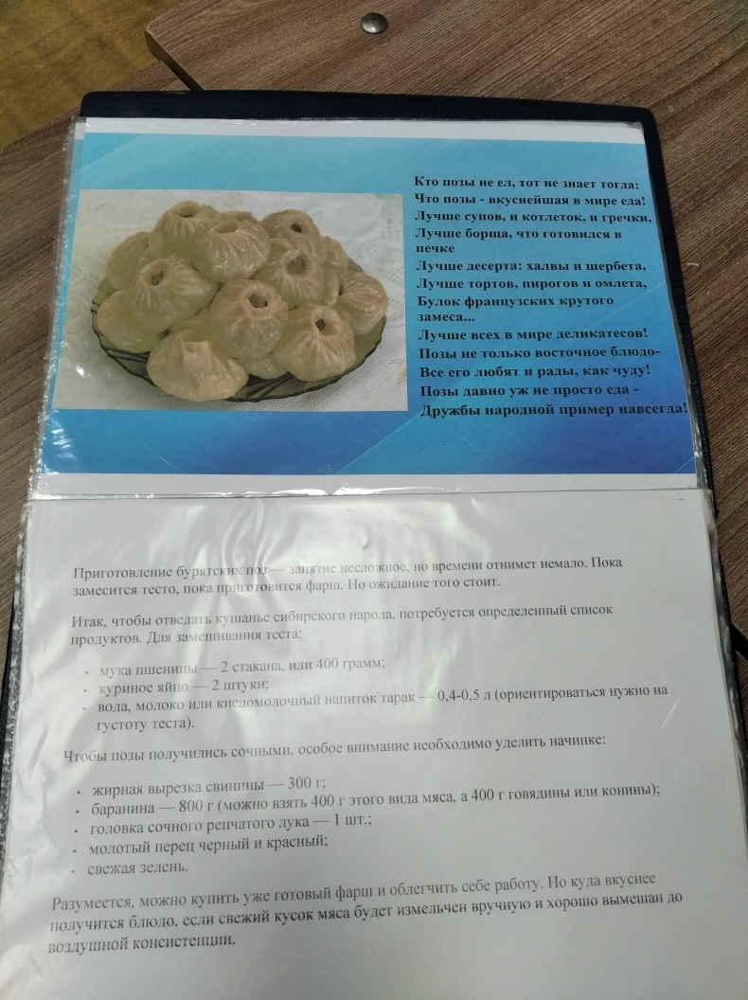 Кто позы не ел, тот не знает тогда:
Что позы - вкуснейшая в мире еда!
Лучше супов, и котлеток, и гречки,
Лучше борща, что готовился в
печке
Лучше десерта: халвы и шербета,
Лучше тортов, пирогов и омлета,
Булок французских крутого
замеса...
Лучше всех в мире деликатесов!
Позы не только восточное блюдо-
Все его любят и рады, как чуду!
Позы давно уж не просто еда -
Дружбы народной пример навсегда!
Приготовление бурятских поз — занятие несложное, но времени отнимет немало. Пока
замесится тесто, пока приготовится фарш. Но ожидание того стоит.
Итак, чтобы отведать кушанье сибирского народа, потребуется определенный список
продуктов. Для замешивания теста:
• мука пшеницы — 2 стакана, или 400 грамм;
• куриное яйцо — 2 штуки;
• вода, молоко или кисломолочный напиток тарак — 0,4-0,5 л (ориентироваться нужно на
густоту теста).
Чтобы позы получились сочными, особое внимание необходимо уделить начинке:
• жирная вырезка свинины — 300 г;
• баранина — 800 г (можно взять 400 г этого вида мяса, а 400 г говядины или конины);
• головка сочного репчатого лука — 1 шт.;
• молотый перец черный и красный;
• свежая зелень.
Разумеется, можно купить уже готовый фарш и облегчить себе работу. Но куда вкуснее
получится блюдо, если свежий кусок мяса будет измельчен вручную и хорошо вымешан до
воздушной консистенции.